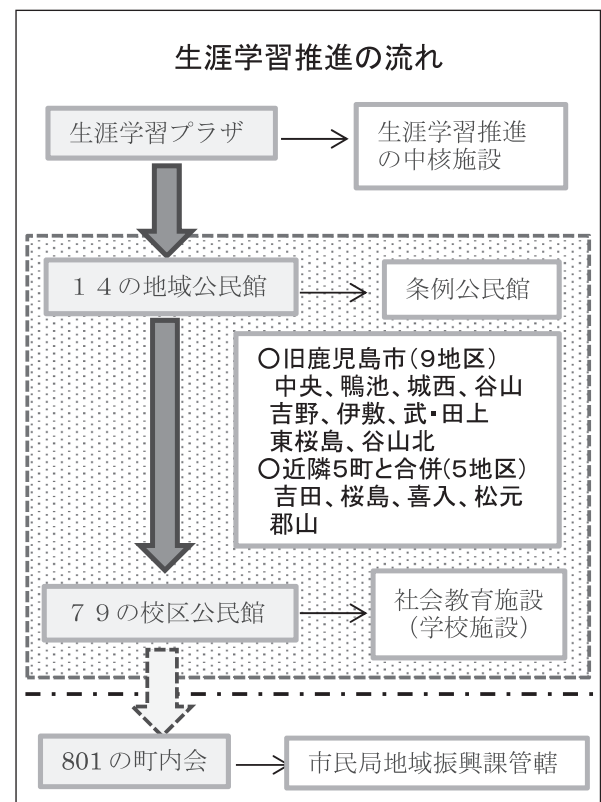 生涯学習推進の流れ
生涯学習プラザ
生涯学習推進
の中核施設
１４の地域公民館
条例公民館
○旧鹿児島市(9地区)
中央、鴨池、城西、谷山
吉野、伊敷、武・田上
東桜島、谷山北
○近隣5町と合併(5地区)
吉田、桜島、喜入、松元
郡山
７９の校区公民館
社会教育施設
（学校施設）
801の町内会
市民局地域振興課管轄